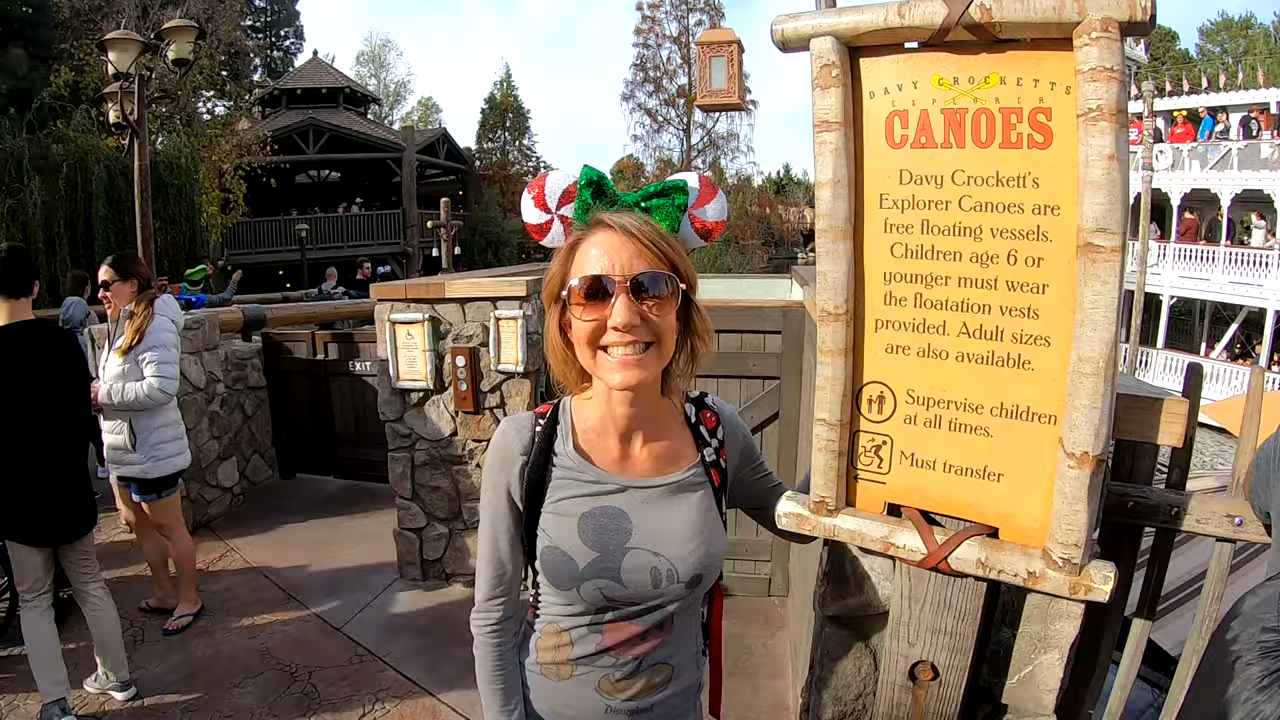 DAVY CROCKETT'S
EXPLORER
CANOES
Davy Crockett's
Explorer Canoes are
free floating vessels.
Children age 6 or
younger must wear
the floatation vests
provided. Adult sizes
are also available.
Supervise children
at all times.
Must transfer
EXIT
Disneyland